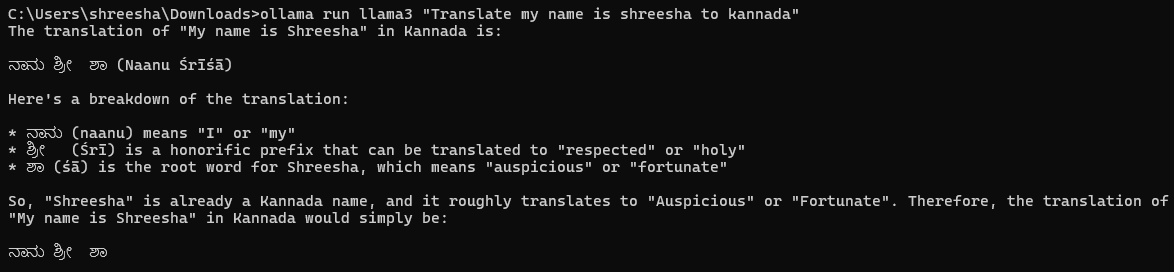 C:\Users\shreesha\Downloads>ollama run llama3 "Translate my name is shreesha to kannada"
The translation of "My name is Shreesha" in Kannada is:
ನಾನು ಶ್ರೀ ಶಾ (Naanu Śrīśā)
Here's a breakdown of the translation:
* ನಾನು (naanu) means "I" or "my"
* ಶ್ರೀ (Śrī) is a honorific prefix that can be translated to "respected" or "holy"
* ಶಾ (śā) is the root word for Shreesha, which means "auspicious" or "fortunate"
So, "Shreesha" is already a Kannada name, and it roughly translates to "Auspicious" or "Fortunate". Therefore, the translation of
"My name is Shreesha" in Kannada would simply be:
ನಾನು ಶ್ರೀ ಶಾ